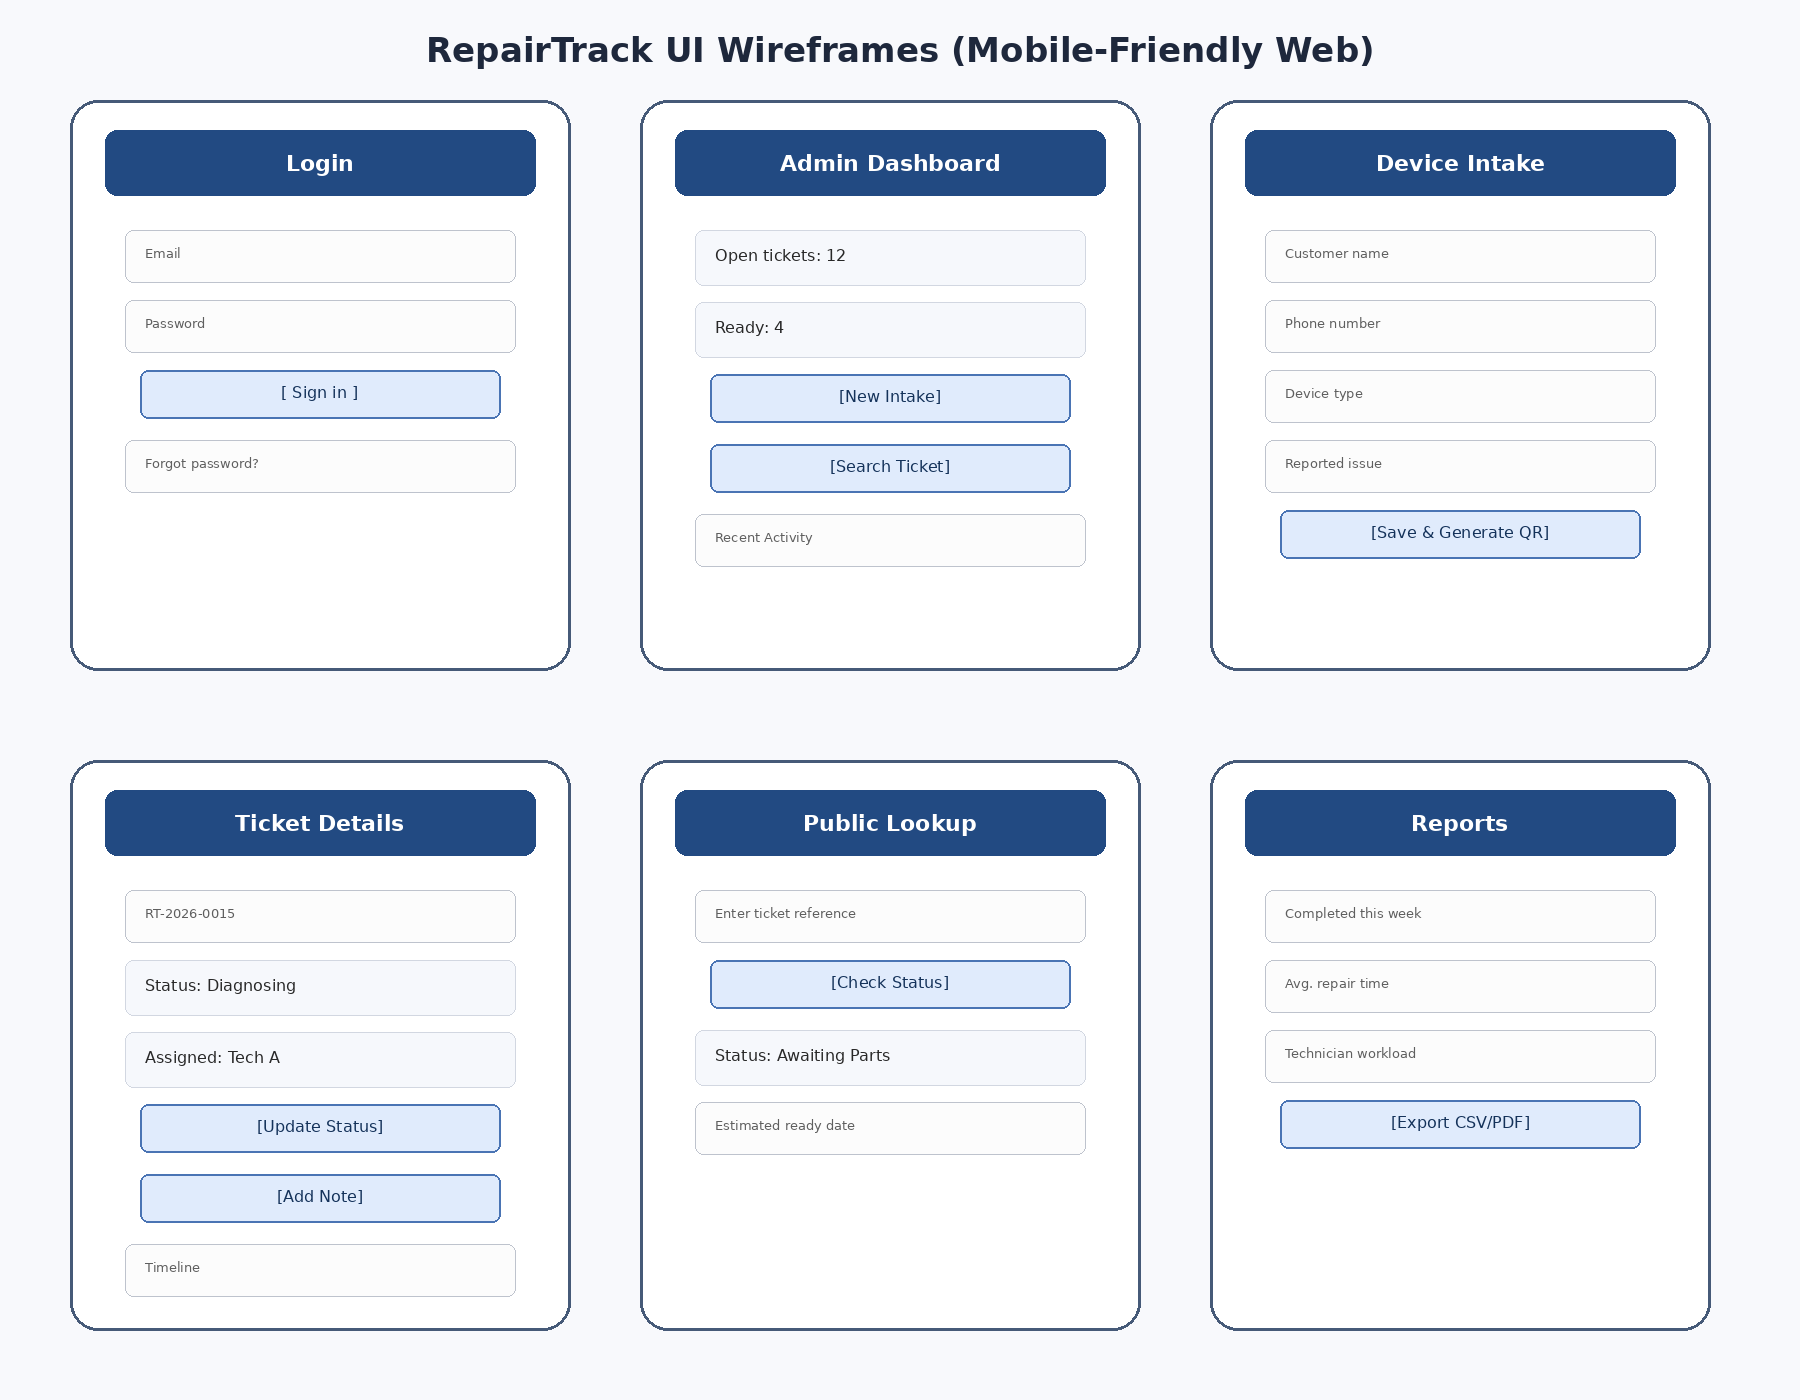 RepairTrack UI Wireframes (Mobile-Friendly Web)
Login
Email
Password
[ Sign in ]
Forgot password?
Admin Dashboard
Open tickets: 12
Ready: 4
[New Intake]
[Search Ticket]
Recent Activity
Device Intake
Customer name
Phone number
Device type
Reported issue
[Save & Generate QR]
Ticket Details
RT-2026-0015
Status: Diagnosing
Assigned: Tech A
[Update Status]
[Add Note]
Timeline
Public Lookup
Enter ticket reference
[Check Status]
Status: Awaiting Parts
Estimated ready date
Reports
Completed this week
Avg. repair time
Technician workload
[Export CSV/PDF]